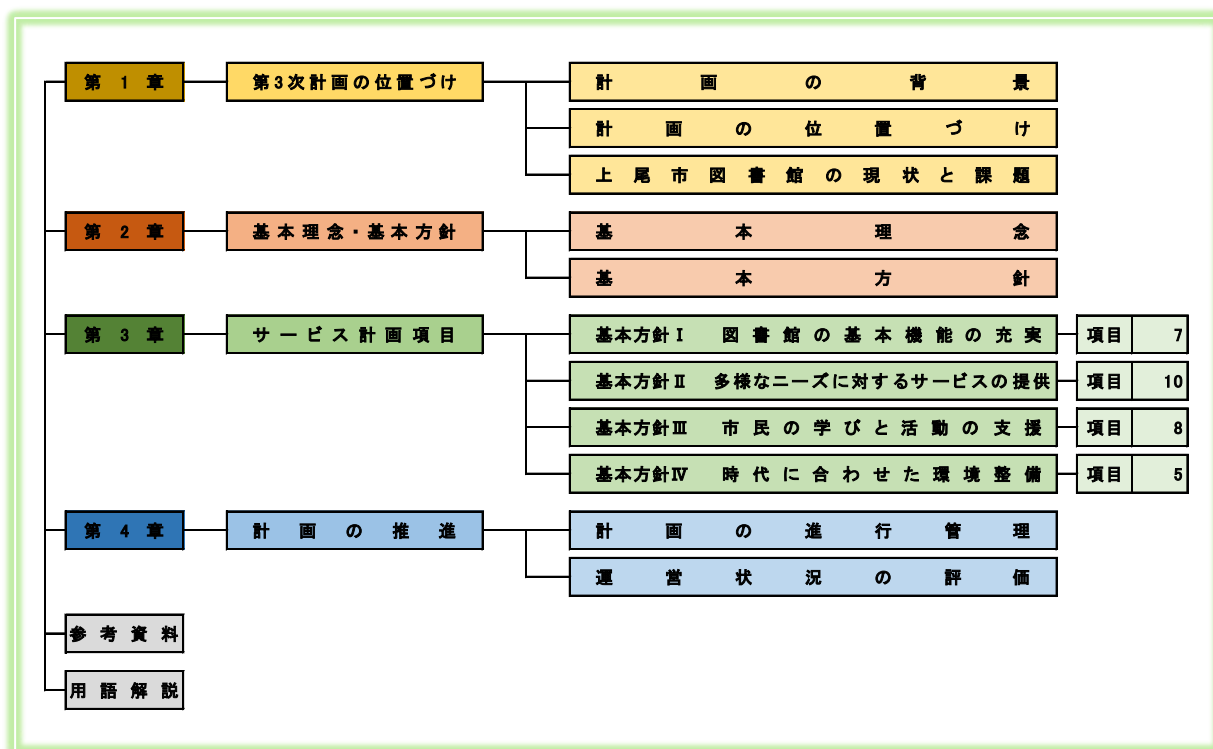 第1章 第3次計画の位置づけ 計画の背景
計画の位置づけ
上尾市図書館の現状と課題
第2章 基本理念・基本方針 基本理念
基本方針
第3章 サービス計画項目 基本方針Ⅰ 図書館の基本機能の充実 項目 7
基本方針Ⅱ 多様なニーズに対するサービスの提供 項目 10
基本方針Ⅲ 市民の学びと活動の支援 項目 8
基本方針Ⅳ 時代に合わせた環境整備 項目 5
第4章 計画の推進 計画の進行管理
運営状況の評価
参考資料
用語解説